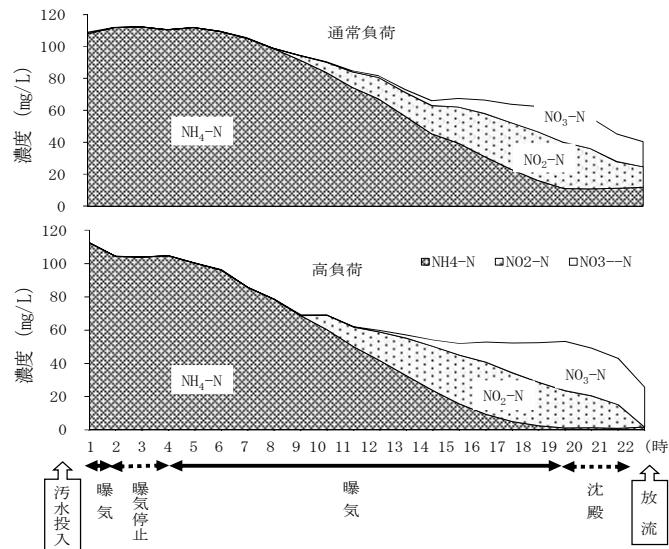 通常負荷
濃度 (mg/L)
120
100
80
60
40
20
0
NH₄-N
NO₂-N
NO₃-N
高負荷
NH4-N NO2-N NO3--N
濃度 (mg/L)
120
100
80
60
40
20
0
NH₄-N
NO₂-N
NO₃-N
1 2 3 4 5 6 7 8 9 10 11 12 13 14 15 16 17 18 19 20 21 22 (時
汚水投入
曝気
曝気停止
曝気
沈殿
放流